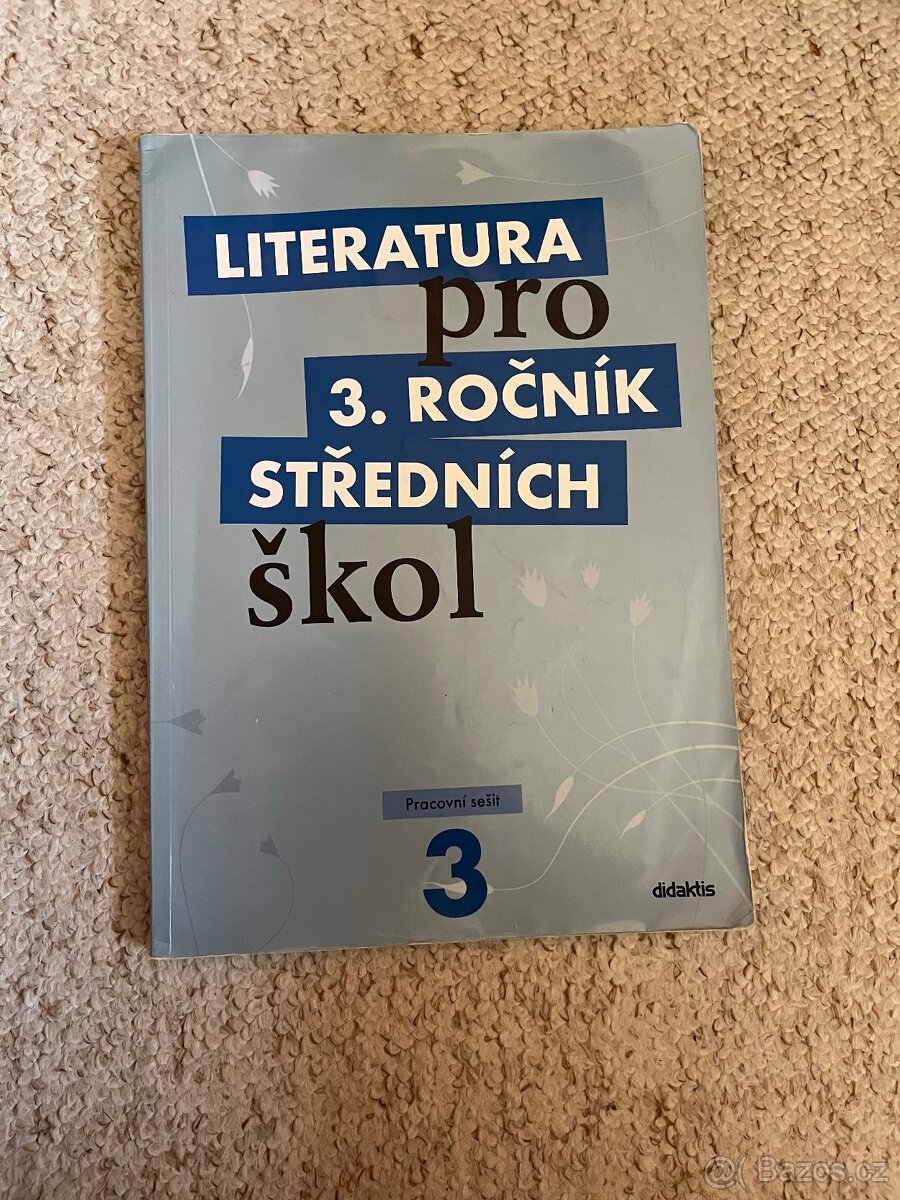 LITERATURA
pro
3. ROČNÍK
STŘEDNÍCH
škol
Pracovní sešit
3
didaktis
@ Bazos.cz